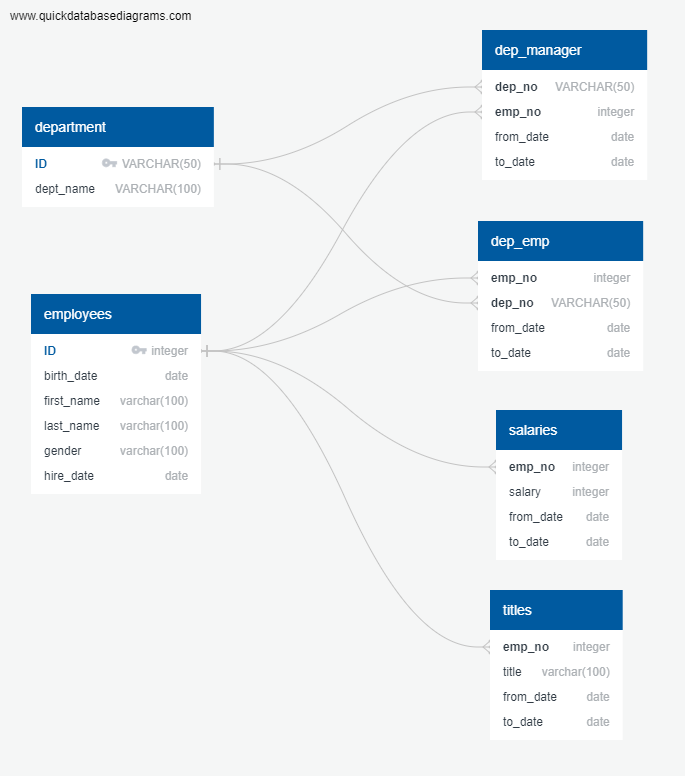 www.quickdatabasediagrams.com
department
ID VARCHAR(50)
dept_name VARCHAR(100)
employees
ID integer
birth_date date
first_name varchar(100)
last_name varchar(100)
gender varchar(100)
hire_date date
dep_manager
dep_no VARCHAR(50)
emp_no integer
from_date date
to_date date
dep_emp
emp_no integer
dep_no VARCHAR(50)
from_date date
to_date date
salaries
emp_no integer
salary integer
from_date date
to_date date
titles
emp_no integer
title varchar(100)
from_date date
to_date date